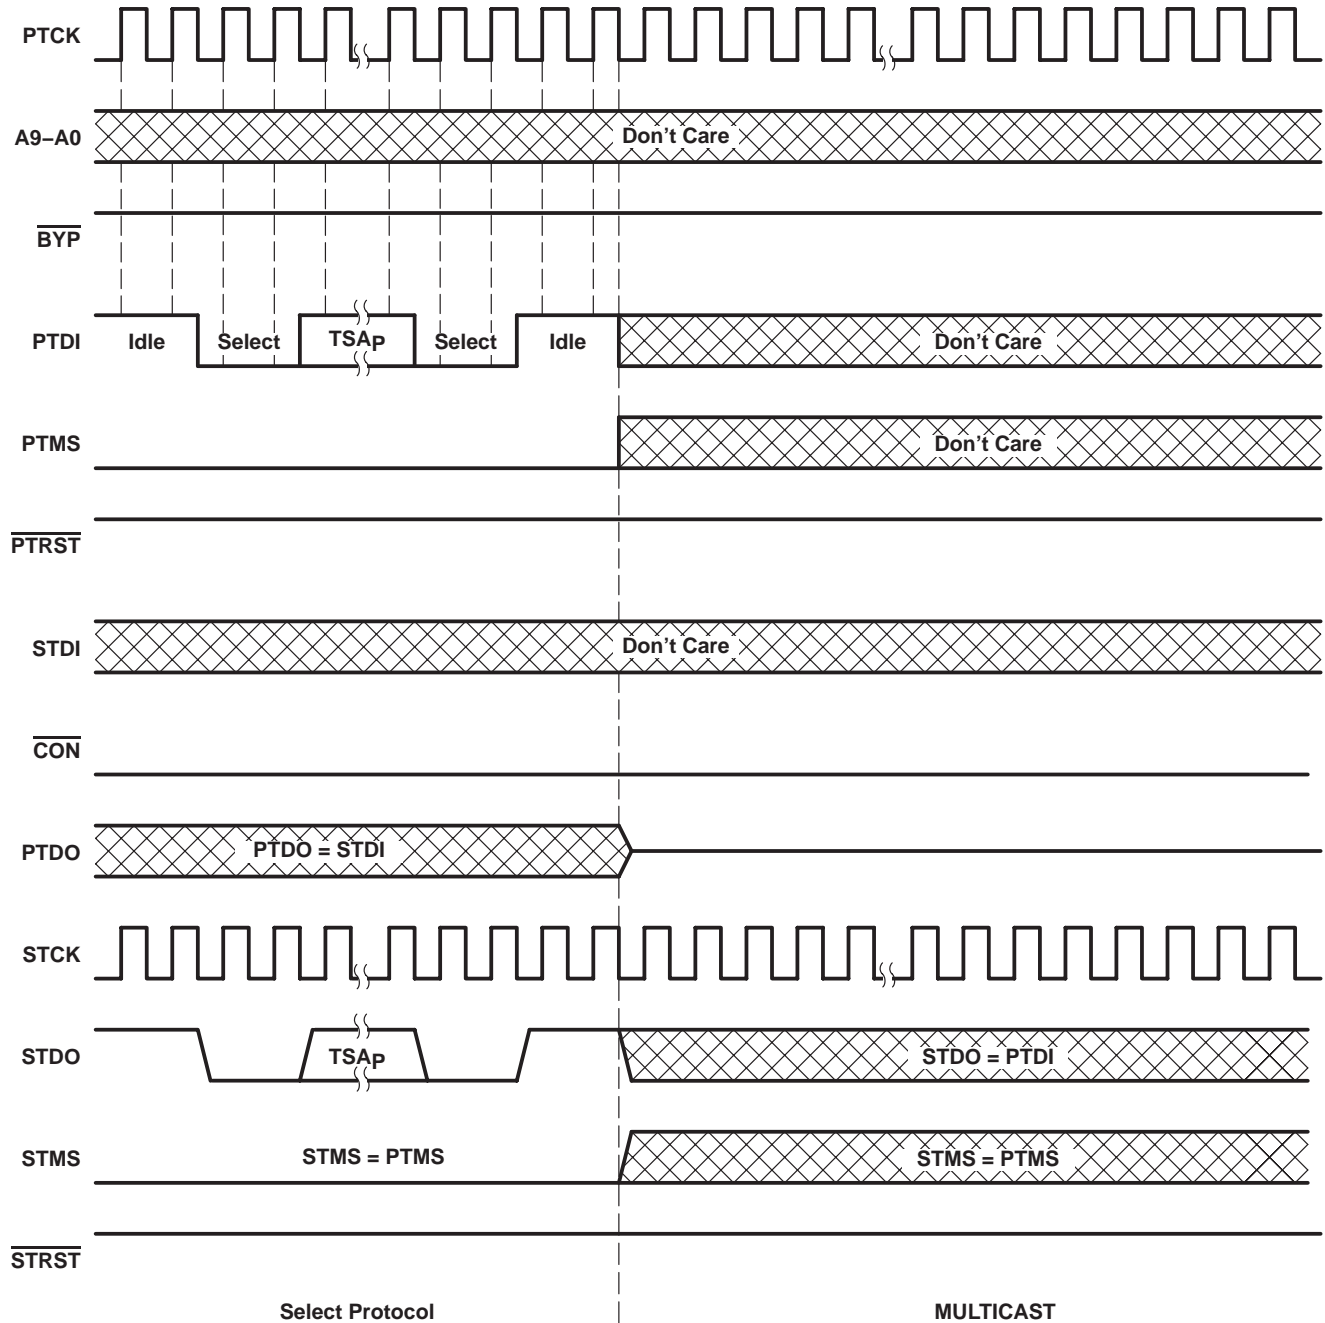 PTCK
A9–A0 Don't Care
BYP
PTDI Idle Select TSAP Select Idle Don't Care
PTMS Don't Care
PTRST
STDI Don't Care
CON
PTDO PTDO = STDI
STCK
STDO TSAP STDO = PTDI
STMS STMS = PTMS STMS = PTMS
STRST
Select Protocol MULTICAST